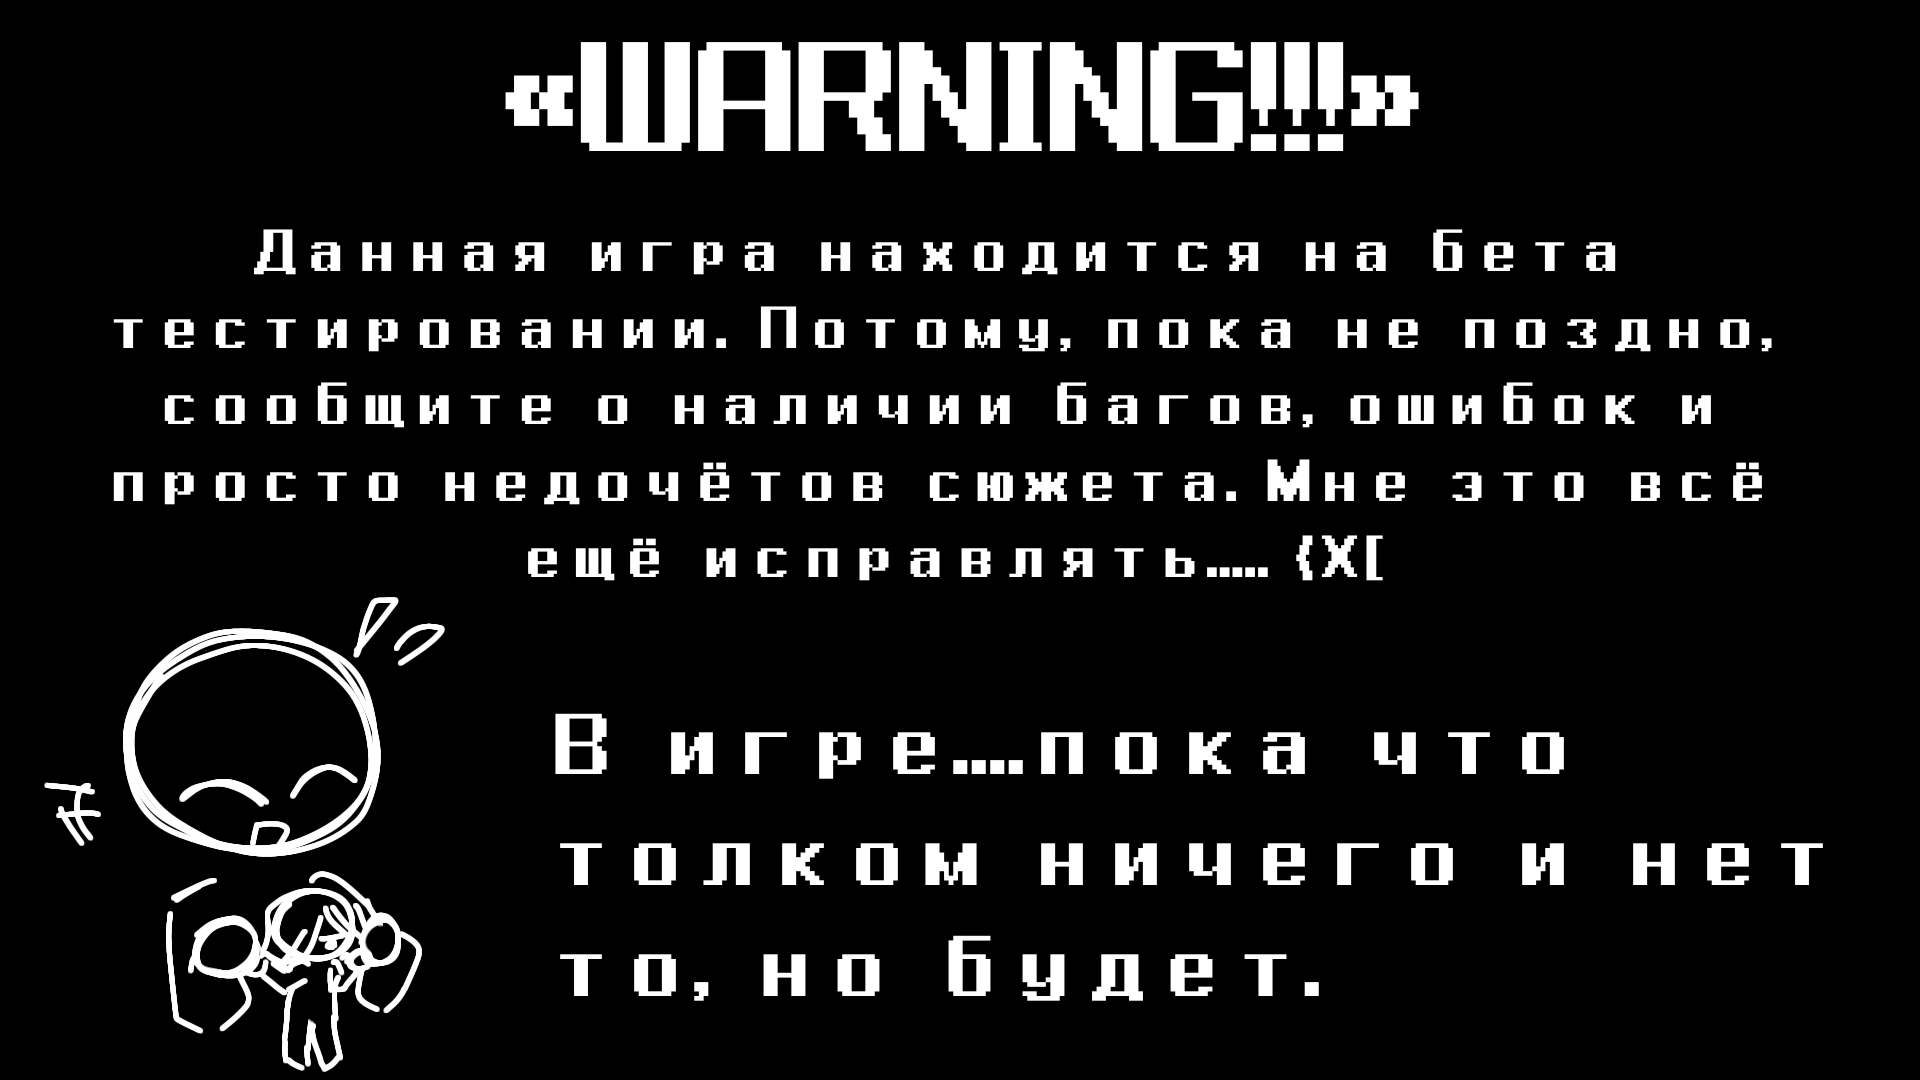 «WARNING!!!»
Данная игра находится на бета
тестировании. Потому, пока не поздно,
сообщите о наличии багов, ошибок и
просто недочётов сюжета. Мне это всё
ещё исправлять..... {X[
В игре....пока что
толком ничего и нет
то, но будет.